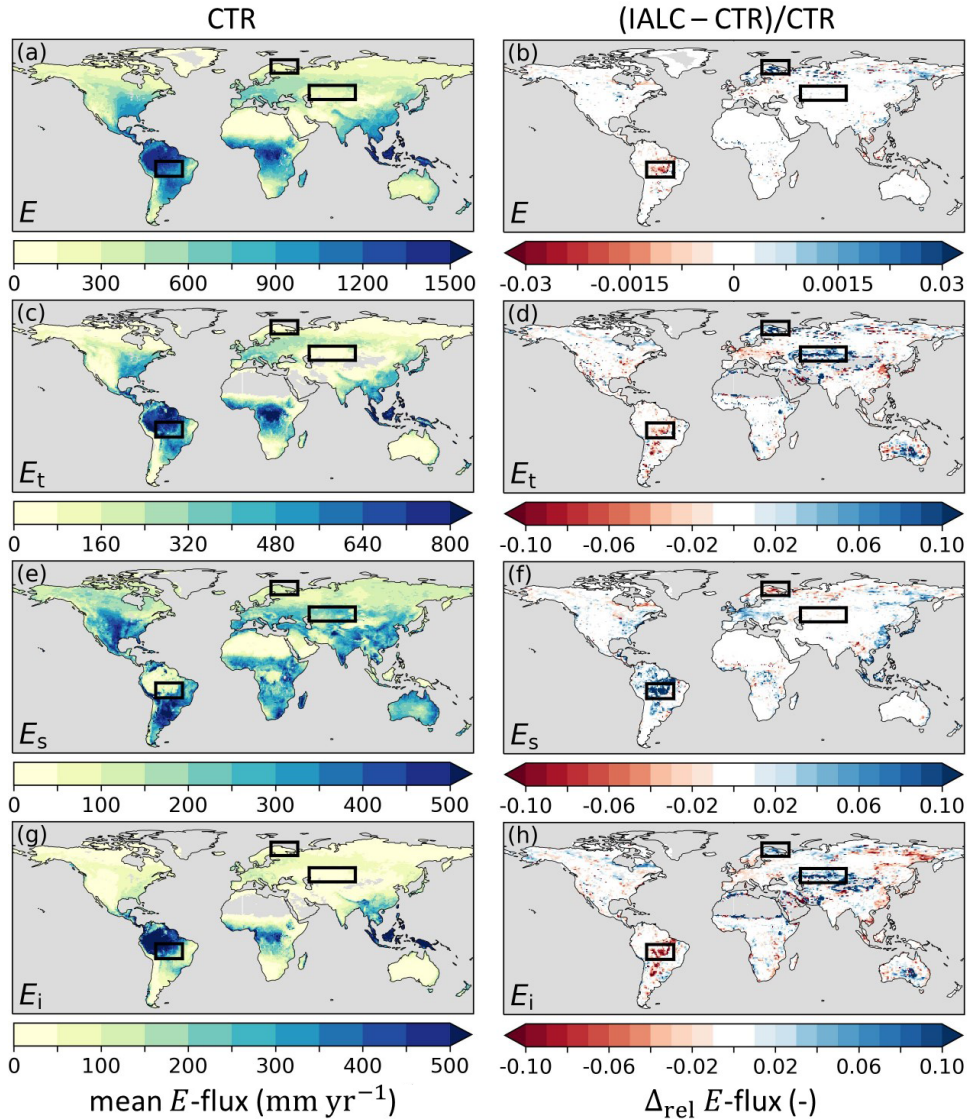 CTR (IALC – CTR)/CTR
(a) (b)
E E
0 300 600 900 1200 1500 -0.03 -0.0015 0 0.0015 0.03
(c) (d)
Et Et
0 160 320 480 640 800 -0.10 -0.06 -0.02 0.02 0.06 0.10
(e) (f)
Es Es
0 100 200 300 400 500 -0.10 -0.06 -0.02 0.02 0.06 0.10
(g) (h)
Ei Ei
0 100 200 300 400 500 -0.10 -0.06 -0.02 0.02 0.06 0.10
mean E-flux (mm yr⁻¹) Δrel E-flux (-)